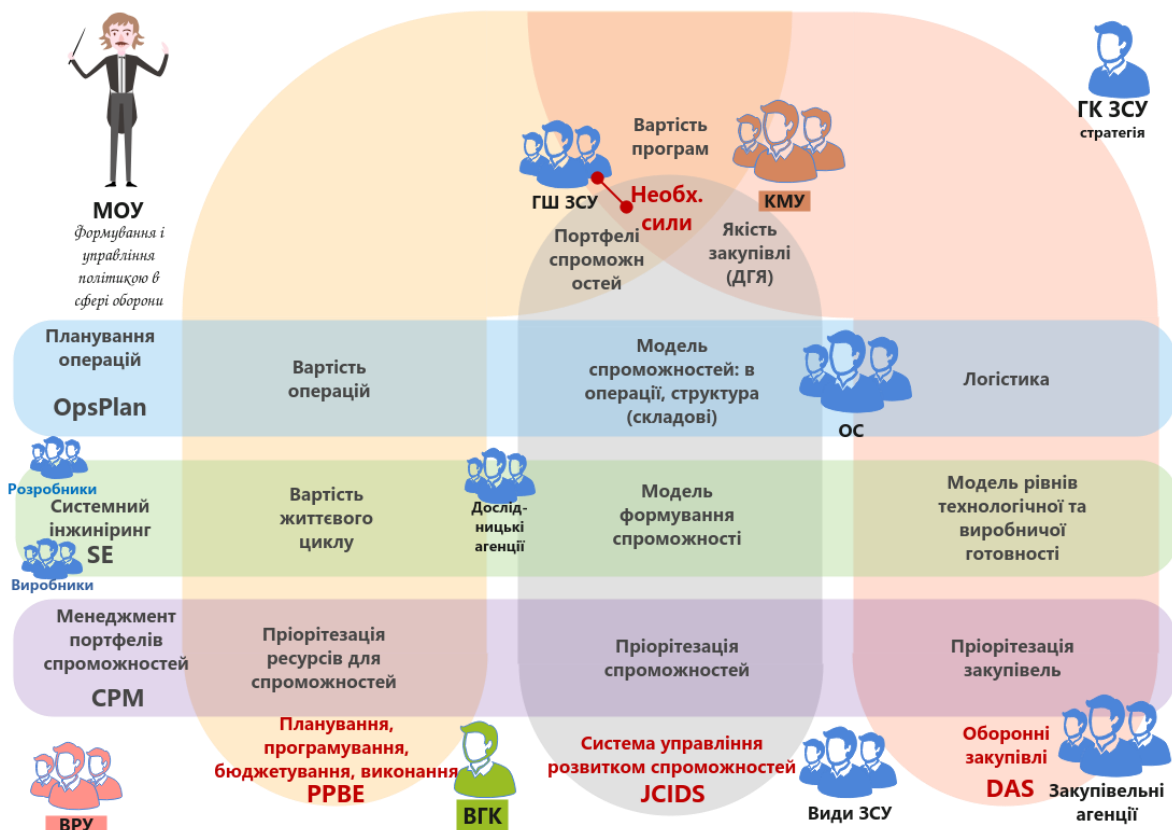 МОУ
Формування і
управління
політикою в
сфері оборони
Вартість
програм
ГШ ЗСУ
Необх.
сили
КМУ
Портфелі
спроможн
остей
Якість
закупівлі
(ДГЯ)
ГК ЗСУ
стратегія
Планування
операцій
OpsPlan
Вартість
операцій
Модель
спроможностей: в
операції, структура
(складові)
ОС
Логістика
Розробники
Системний
інжиніринг
SE
Виробники
Вартість
життєвого
циклу
Дослід-
ницькі
агенції
Модель
формування
спроможності
Модель рівнів
технологічної та
виробничої
готовності
Менеджмент
портфелів
спроможностей
CPM
Пріорітезація
ресурсів для
спроможностей
Пріорітезація
спроможностей
Пріорітезація
закупівель
ВРУ
Планування,
програмування,
бюджетування, виконання
PPBE
ВГК
Система управління
розвитком спроможностей
JCIDS
Види ЗСУ
Оборонні
закупівлі
DAS
Закупівельні
агенції